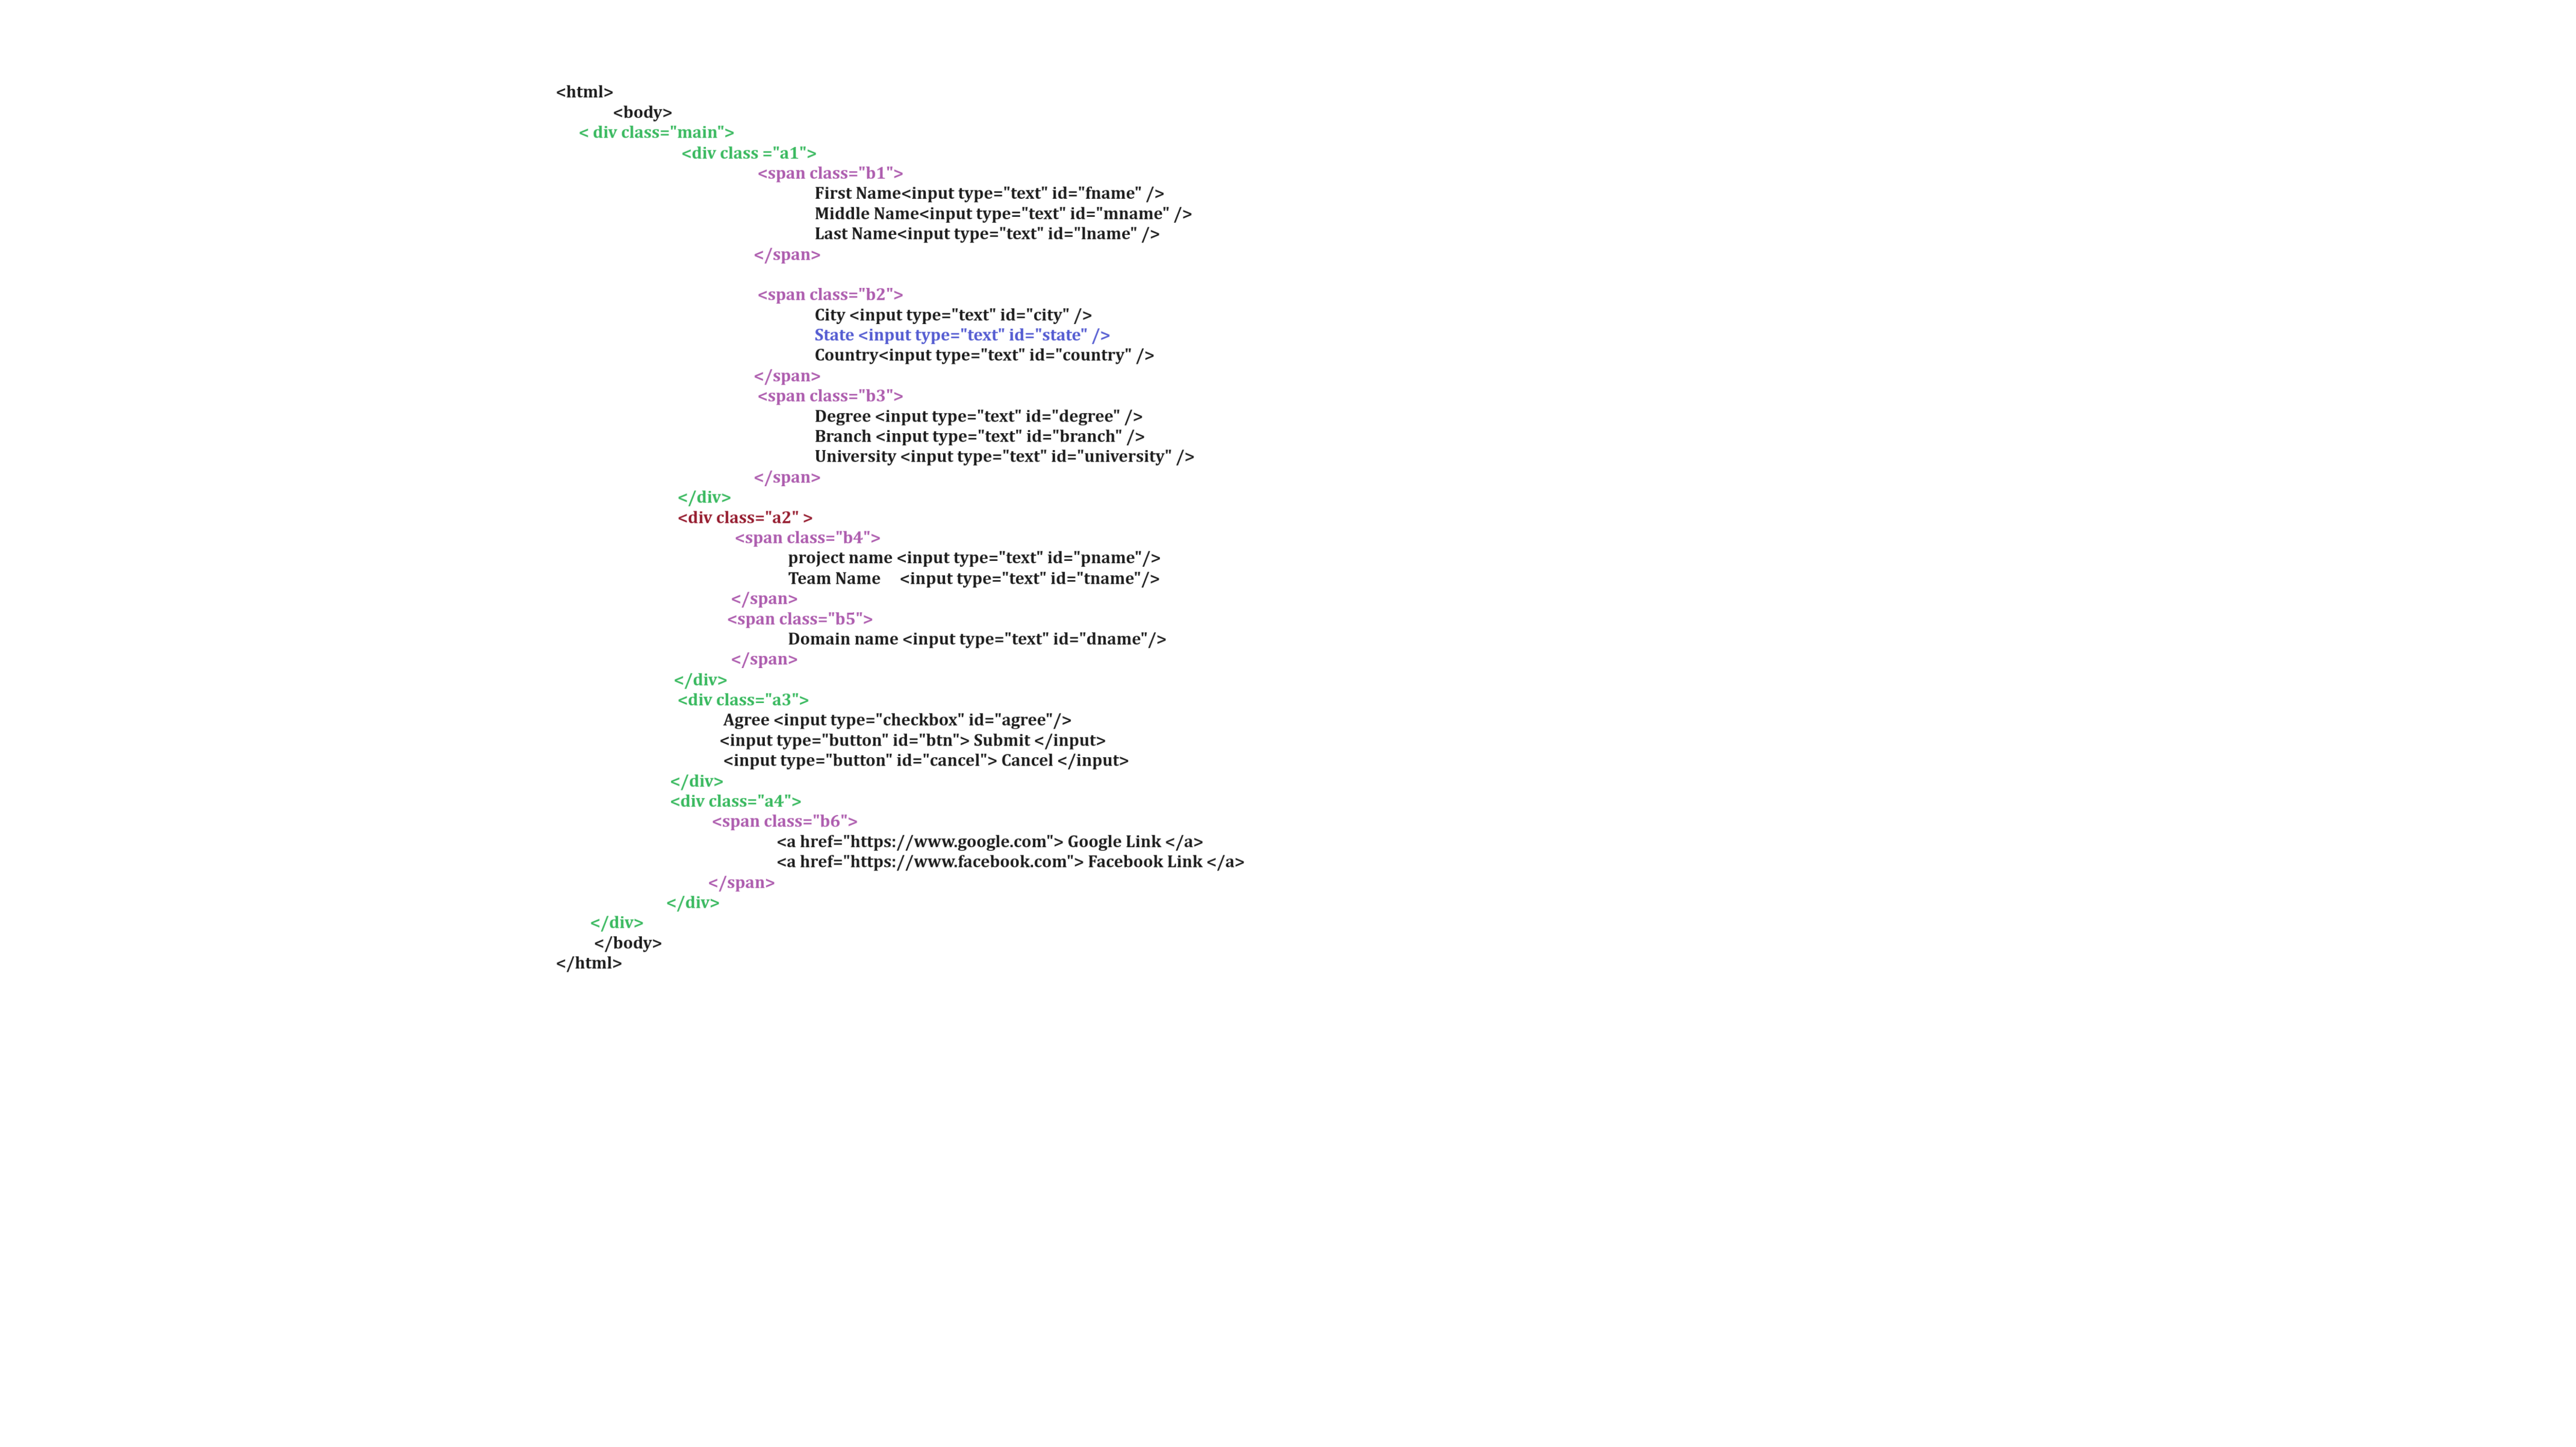 <html>
<body>
< div class="main">
<div class ="a1">
<span class="b1">
First Name<input type="text" id="fname" />
Middle Name<input type="text" id="mname" />
Last Name<input type="text" id="lname" />
</span>
<span class="b2">
City <input type="text" id="city" />
State <input type="text" id="state" />
Country<input type="text" id="country" />
</span>
<span class="b3">
Degree <input type="text" id="degree" />
Branch <input type="text" id="branch" />
University <input type="text" id="university" />
</span>
</div>
<div class="a2" >
<span class="b4">
project name <input type="text" id="pname"/>
Team Name <input type="text" id="tname"/>
</span>
<span class="b5">
Domain name <input type="text" id="dname"/>
</span>
</div>
<div class="a3">
Agree <input type="checkbox" id="agree"/>
<input type="button" id="btn"> Submit </input>
<input type="button" id="cancel"> Cancel </input>
</div>
<div class="a4">
<span class="b6">
<a href="https://www.google.com"> Google Link </a>
<a href="https://www.facebook.com"> Facebook Link </a>
</span>
</div>
</div>
</body>
</html>